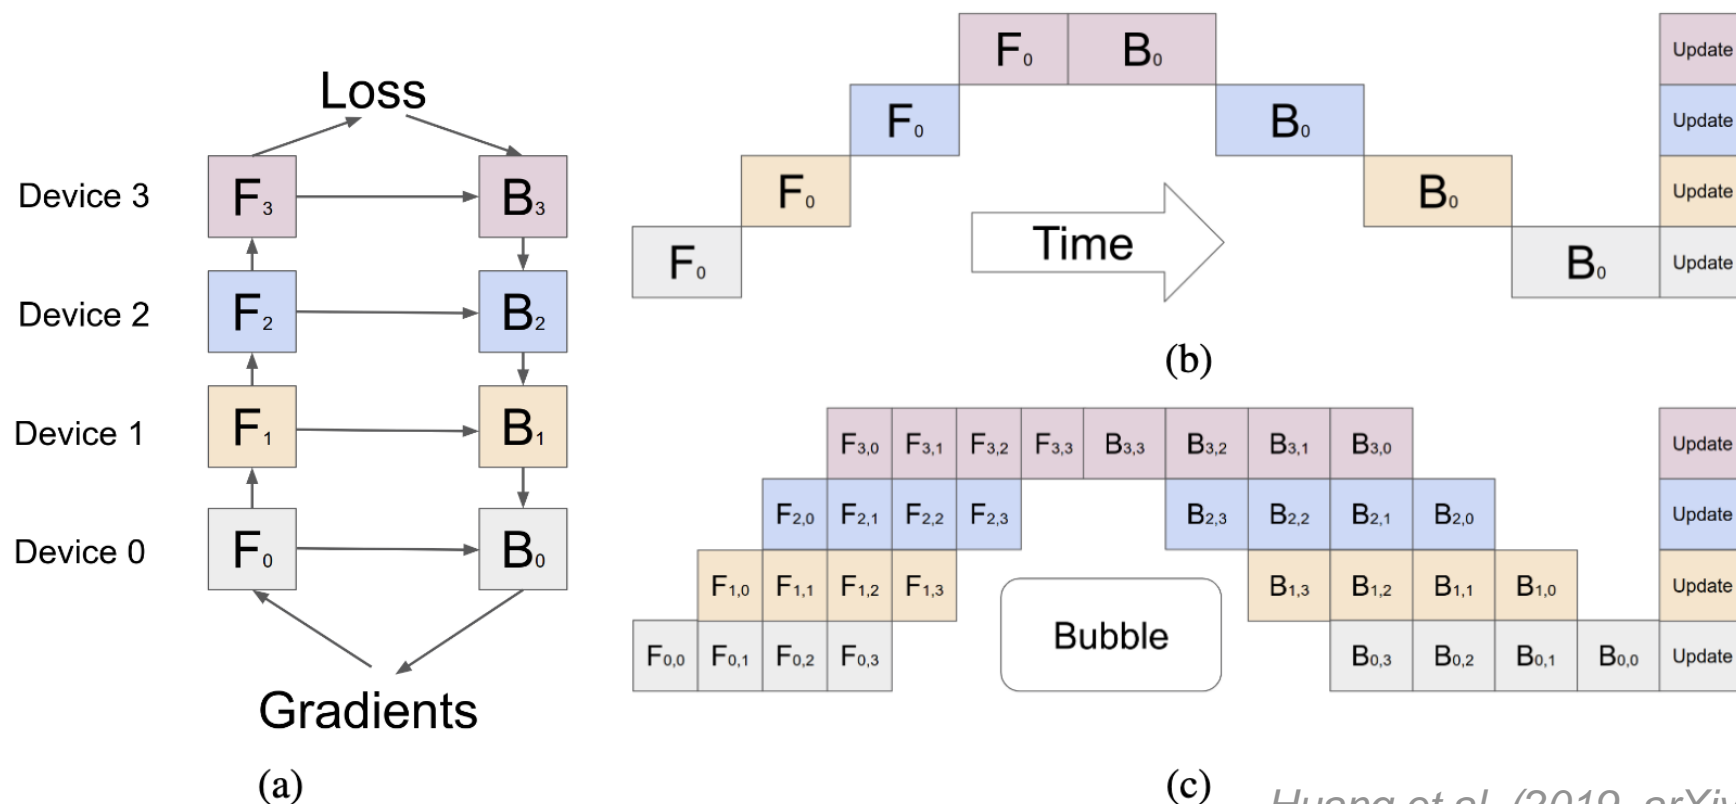 Loss
Device 3
F3
B3
Device 2
F2
B2
Device 1
F1
B1
Device 0
F0
B0
Gradients
(a)
F0 B0 Update
F0 B0 Update
F0 B0 Update
F0 B0 Update
Time
(b)
F3,0 F3,1 F3,2 F3,3 B3,3 B3,2 B3,1 B3,0 Update
F2,0 F2,1 F2,2 F2,3 B2,3 B2,2 B2,1 B2,0 Update
F1,0 F1,1 F1,2 F1,3 B1,3 B1,2 B1,1 B1,0 Update
F0,0 F0,1 F0,2 F0,3 B0,3 B0,2 B0,1 B0,0 Update
Bubble
(c)
Huang et al. (2019, arXiv